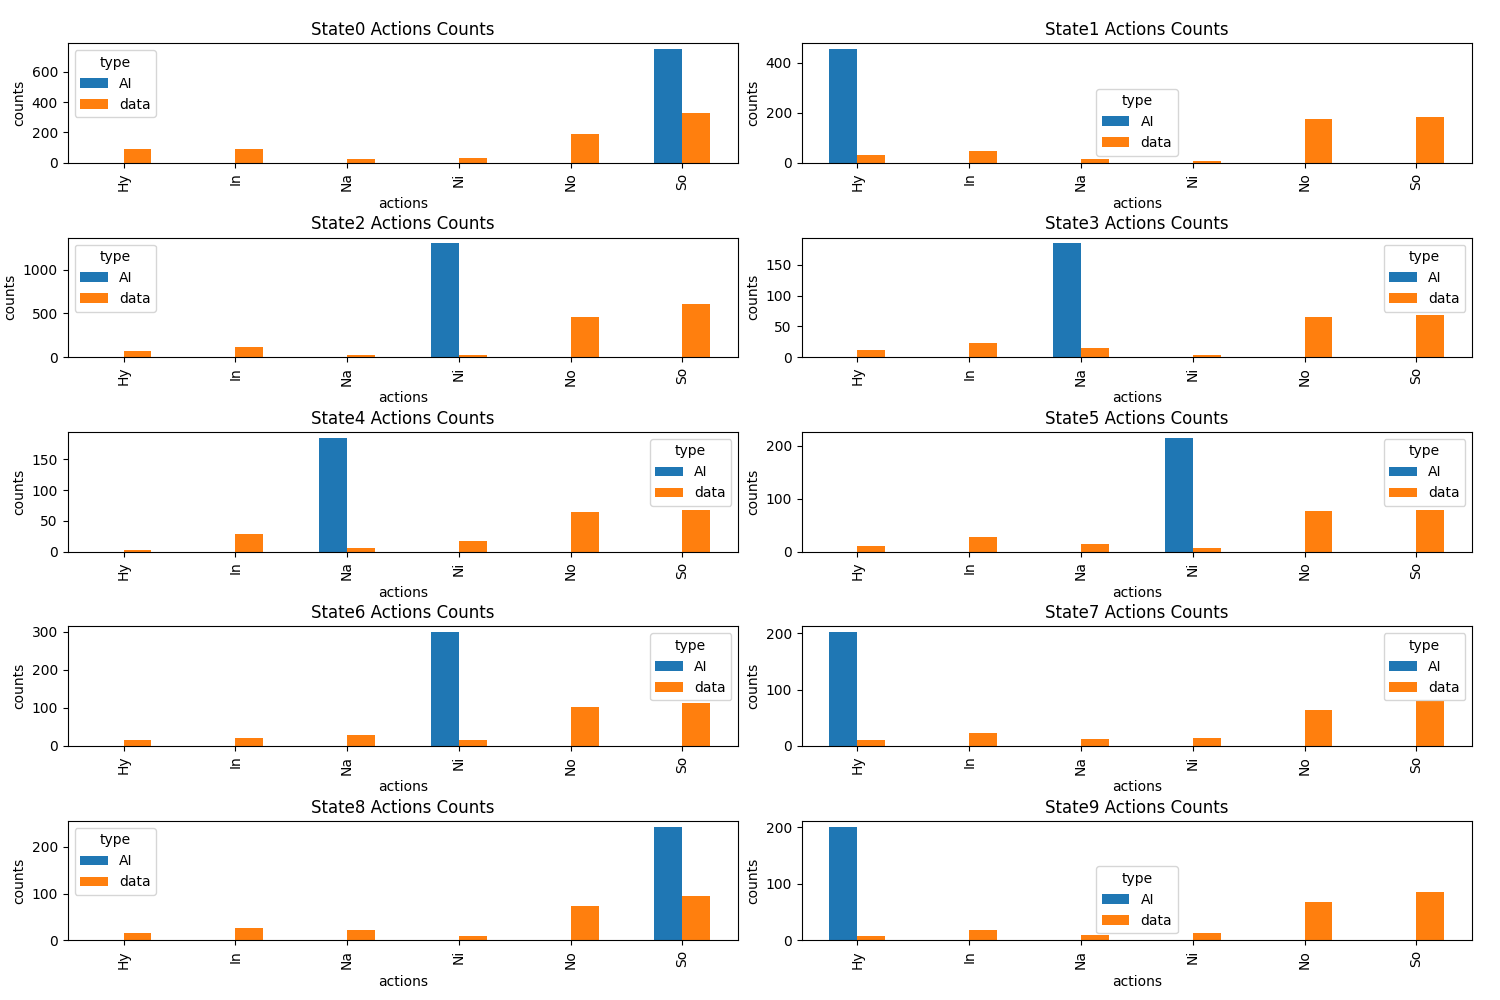 State0 Actions Counts
counts
600
400
200
0
type
AI
data
Hy
In
Na
Ni
No
So
actions
State1 Actions Counts
counts
400
200
0
type
AI
data
Hy
In
Na
Ni
No
So
actions
State2 Actions Counts
counts
1000
500
0
type
AI
data
Hy
In
Na
Ni
No
So
actions
State3 Actions Counts
counts
150
100
50
0
type
AI
data
Hy
In
Na
Ni
No
So
actions
State4 Actions Counts
counts
150
100
50
0
type
AI
data
Hy
In
Na
Ni
No
So
actions
State5 Actions Counts
counts
200
100
0
type
AI
data
Hy
In
Na
Ni
No
So
actions
State6 Actions Counts
counts
300
200
100
0
type
AI
data
Hy
In
Na
Ni
No
So
actions
State7 Actions Counts
counts
200
100
0
type
AI
data
Hy
In
Na
Ni
No
So
actions
State8 Actions Counts
counts
200
100
0
type
AI
data
Hy
In
Na
Ni
No
So
actions
State9 Actions Counts
counts
200
100
0
type
AI
data
Hy
In
Na
Ni
No
So
actions